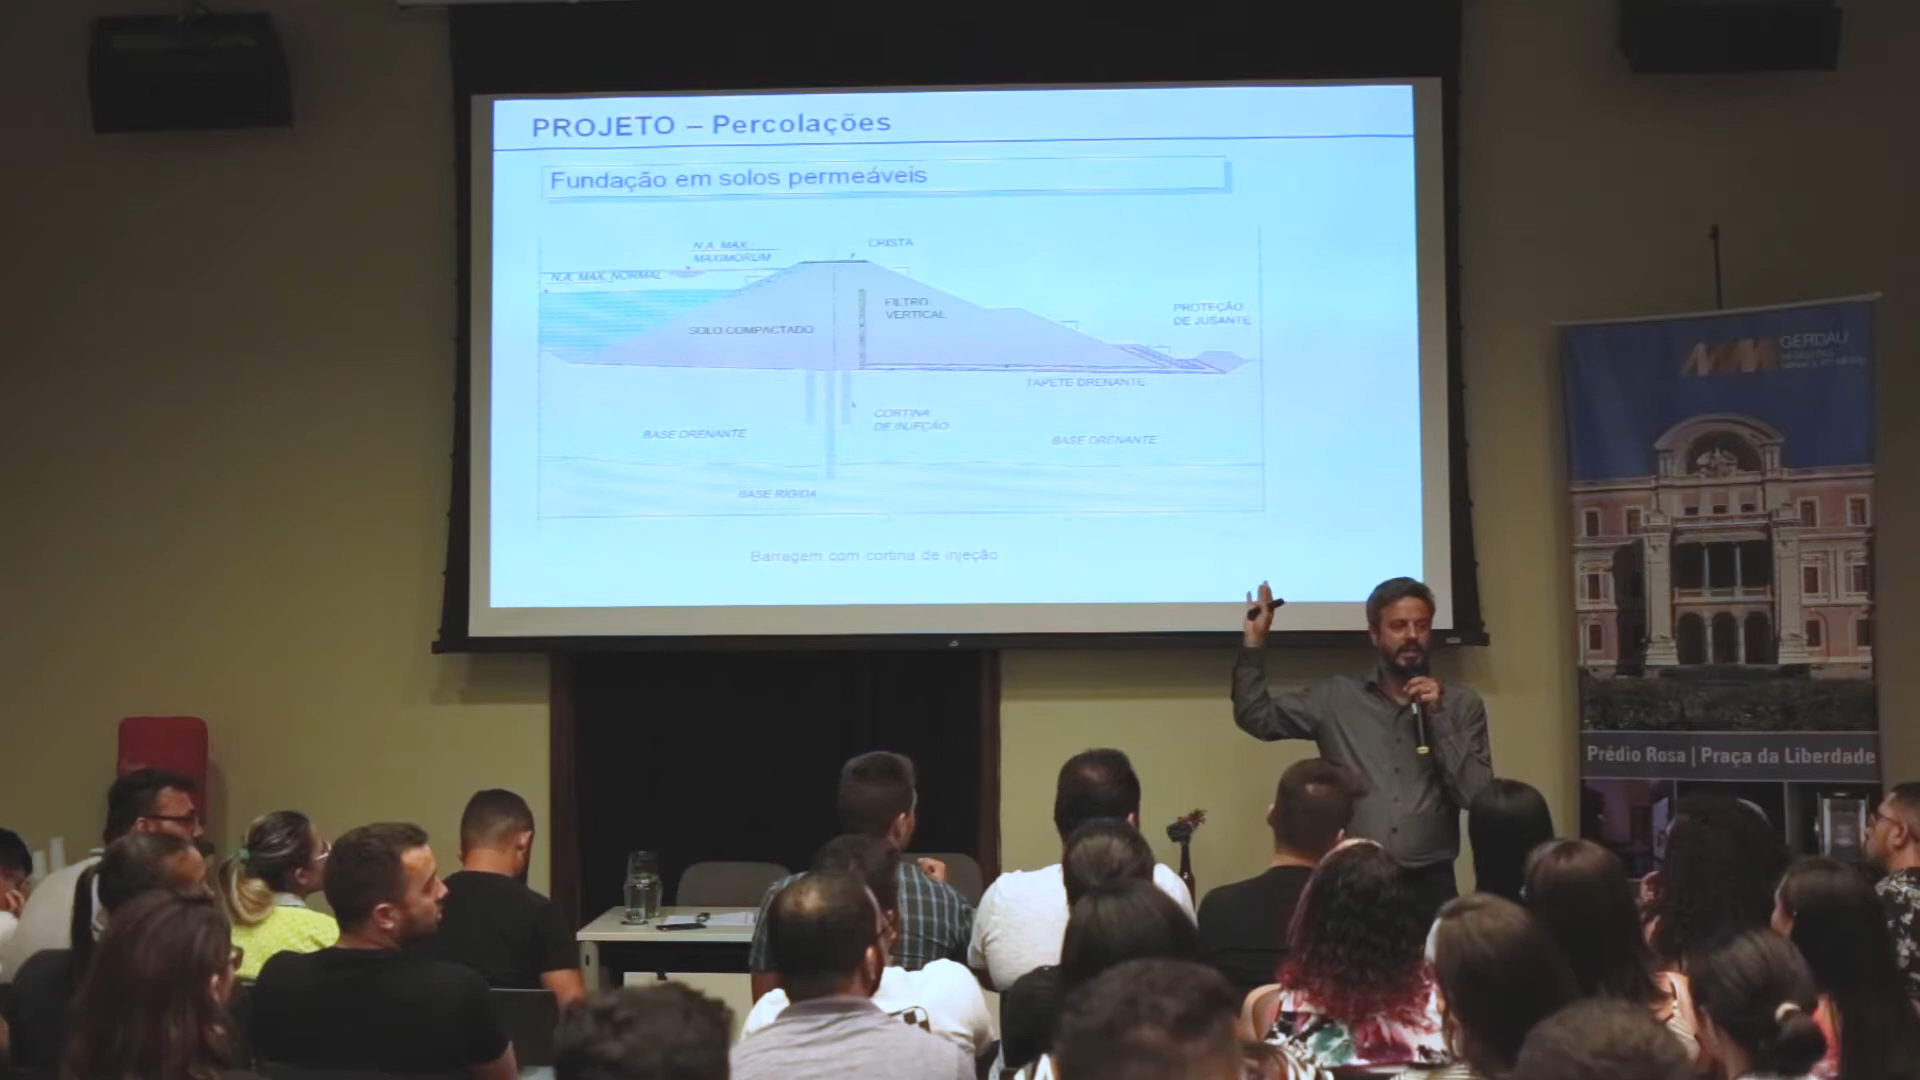 PROJETO – Percolações
Fundação em solos permeáveis
N.A. MAX.
MAXIMORUM
CRISTA
N.A. MAX. NORMAL
FILTRO
VERTICAL
PROTEÇÃO
DE JUSANTE
SOLO COMPACTADO
TAPETE DRENANTE
CORTINA
DE INJEÇÃO
BASE DRENANTE
BASE DRENANTE
BASE RÍGIDA
Barragem com cortina de injeção
GERDAU
Prédio Rosa | Praça da Liberdade